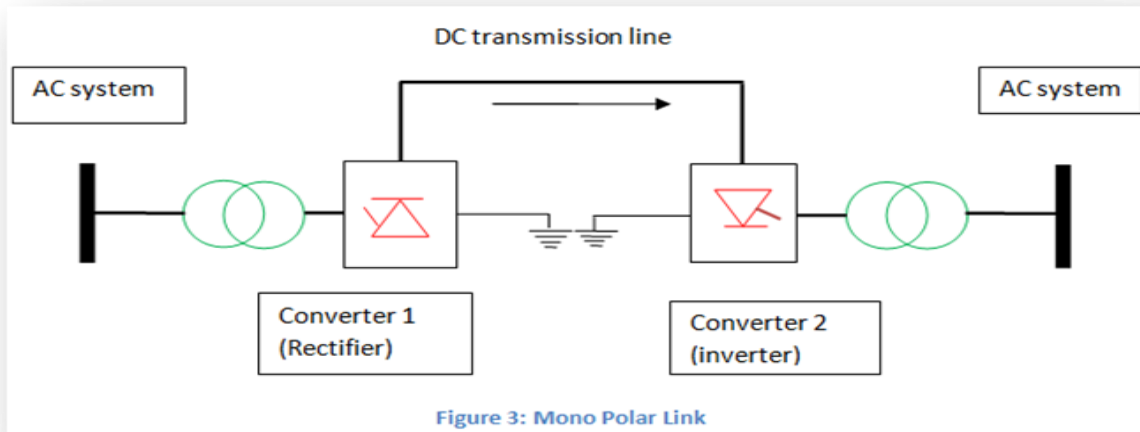 DC transmission line
AC system
AC system
Converter 1
(Rectifier)
Converter 2
(inverter)
Figure 3: Mono Polar Link